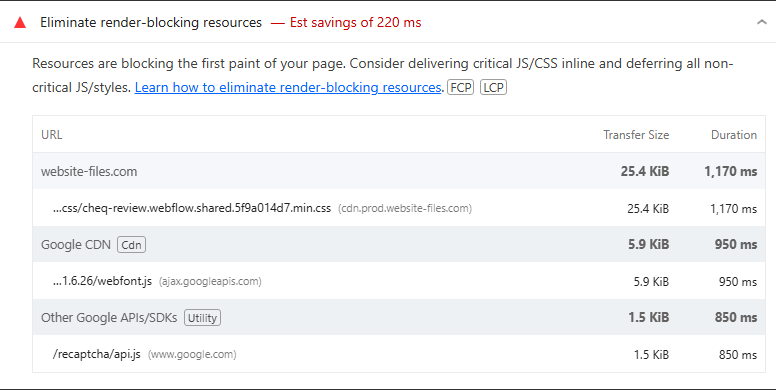 Eliminate render-blocking resources — Est savings of 220 ms
Resources are blocking the first paint of your page. Consider delivering critical JS/CSS inline and deferring all non-
critical JS/styles. Learn how to eliminate render-blocking resources. FCP LCP
URL Transfer Size Duration
website-files.com 25.4 KiB 1,170 ms
...css/cheq-review.webflow.shared.5f9a014d7.min.css (cdn.prod.website-files.com) 25.4 KiB 1,170 ms
Google CDN Cdn 5.9 KiB 950 ms
...1.6.26/webfont.js (ajax.googleapis.com) 5.9 KiB 950 ms
Other Google APIs/SDKs Utility 1.5 KiB 850 ms
/recaptcha/api.js (www.google.com) 1.5 KiB 850 ms